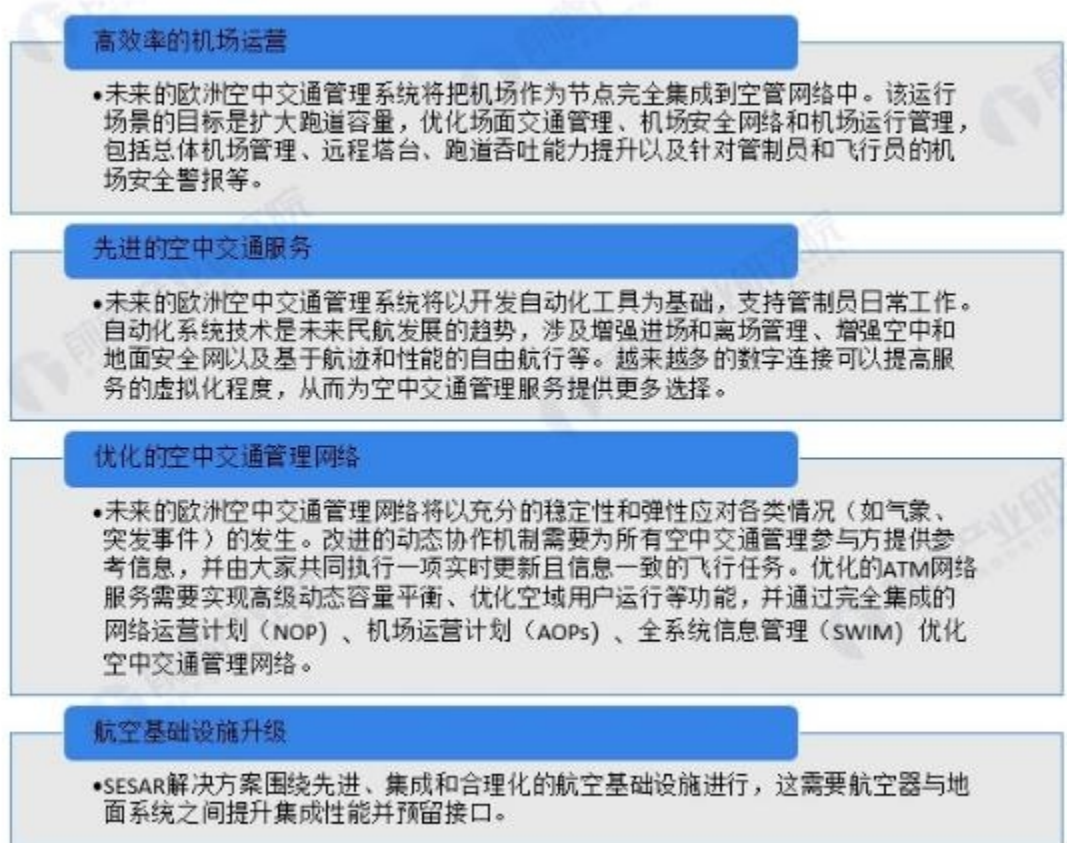 高效率的机场运营
•未来的欧洲空中交通管理系统将把机场作为节点完全集成到空管网络中。该运行
场景的目标是扩大跑道容量，优化场面交通管理、机场安全网络和机场运行管理，
包括总体机场管理、远程塔台、跑道吞吐能力提升以及针对管制员和飞行员的机
场安全警报等。
先进的空中交通服务
•未来的欧洲空中交通管理系统将以开发自动化工具为基础，支持管制员日常工作。
自动化系统技术是未来民航发展的趋势，涉及增强进场和离场管理、增强空中和
地面安全网以及基于航迹和性能的自由航行等。越来越多的数字连接可以提高服
务的虚拟化程度，从而为空中交通管理服务提供更多选择。
优化的空中交通管理网络
•未来的欧洲空中交通管理网络将以充分的稳定性和弹性应对各类情况（如气象、
突发事件）的发生。改进的动态协作机制需要为所有空中交通管理参与方提供参
考信息，并由大家共同执行一项实时更新且信息一致的飞行任务。优化的ATM网络
服务需要实现高级动态容量平衡、优化空域用户运行等功能，并通过完全集成的
网络运营计划（NOP）、机场运营计划（AOPs）、全系统信息管理（SWIM）优化
空中交通管理网络。
航空基础设施升级
•SESAR解决方案围绕先进、集成和合理化的航空基础设施进行，这需要航空器与地
面系统之间提升集成性能并预留接口。